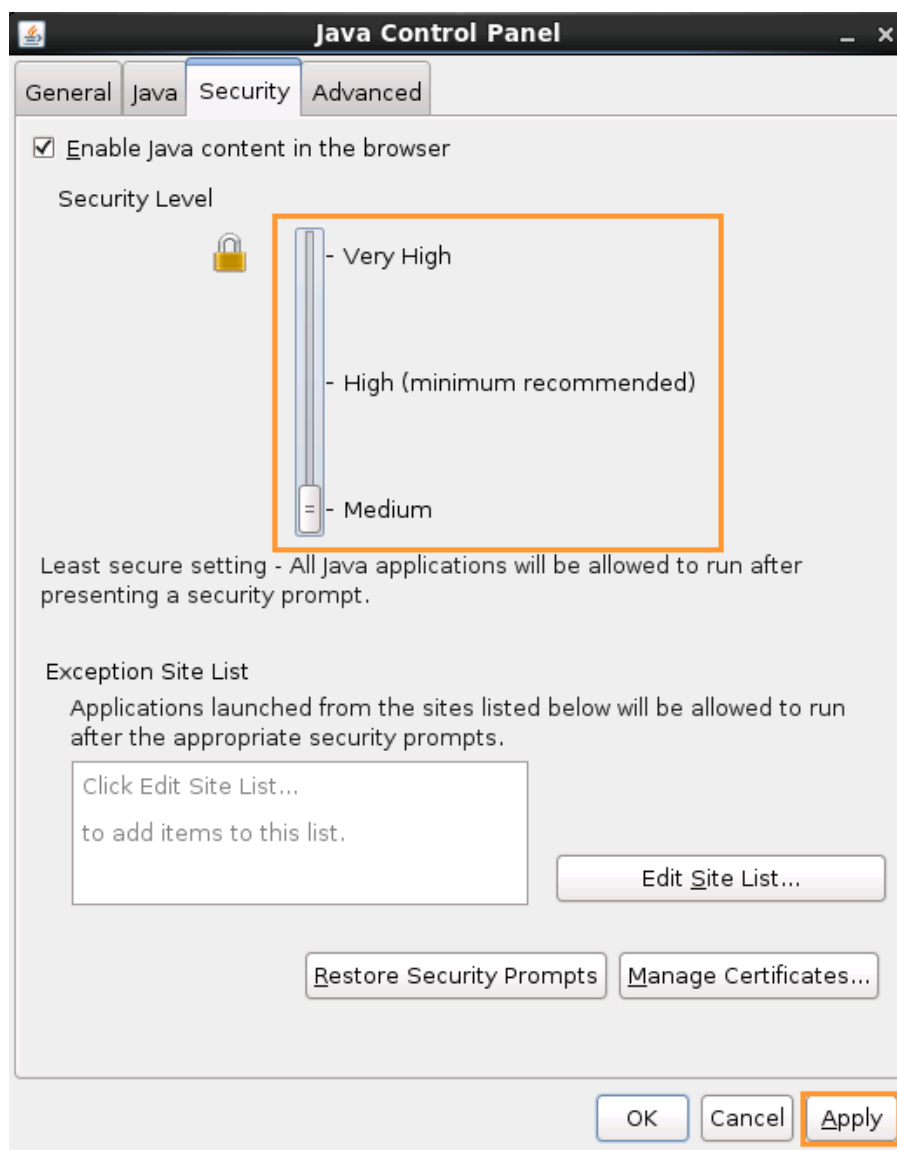 Java Control Panel
General Java Security Advanced
Enable Java content in the browser
Security Level
- Very High
- High (minimum recommended)
- Medium
Least secure setting - All Java applications will be allowed to run after
presenting a security prompt.
Exception Site List
Applications launched from the sites listed below will be allowed to run
after the appropriate security prompts.
Click Edit Site List...
to add items to this list.
Edit Site List...
Restore Security Prompts Manage Certificates...
OK Cancel Apply